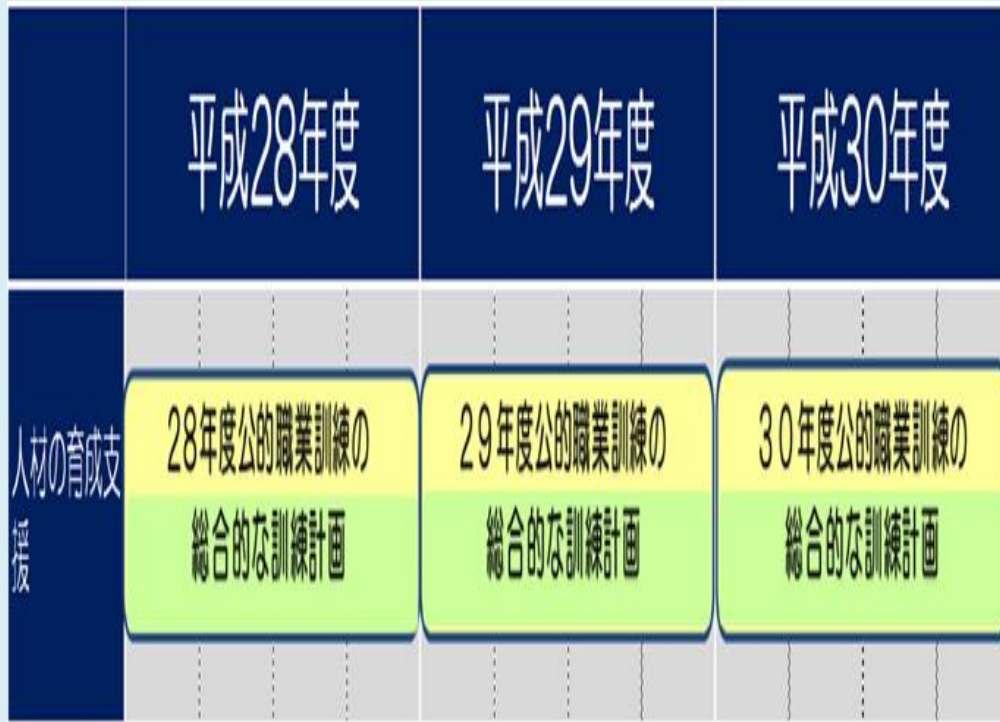 平成28年度
平成29年度
平成30年度
人材の育成支
援
28年度公的職業訓練の
総合的な訓練計画
29年度公的職業訓練の
総合的な訓練計画
30年度公的職業訓練の
総合的な訓練計画